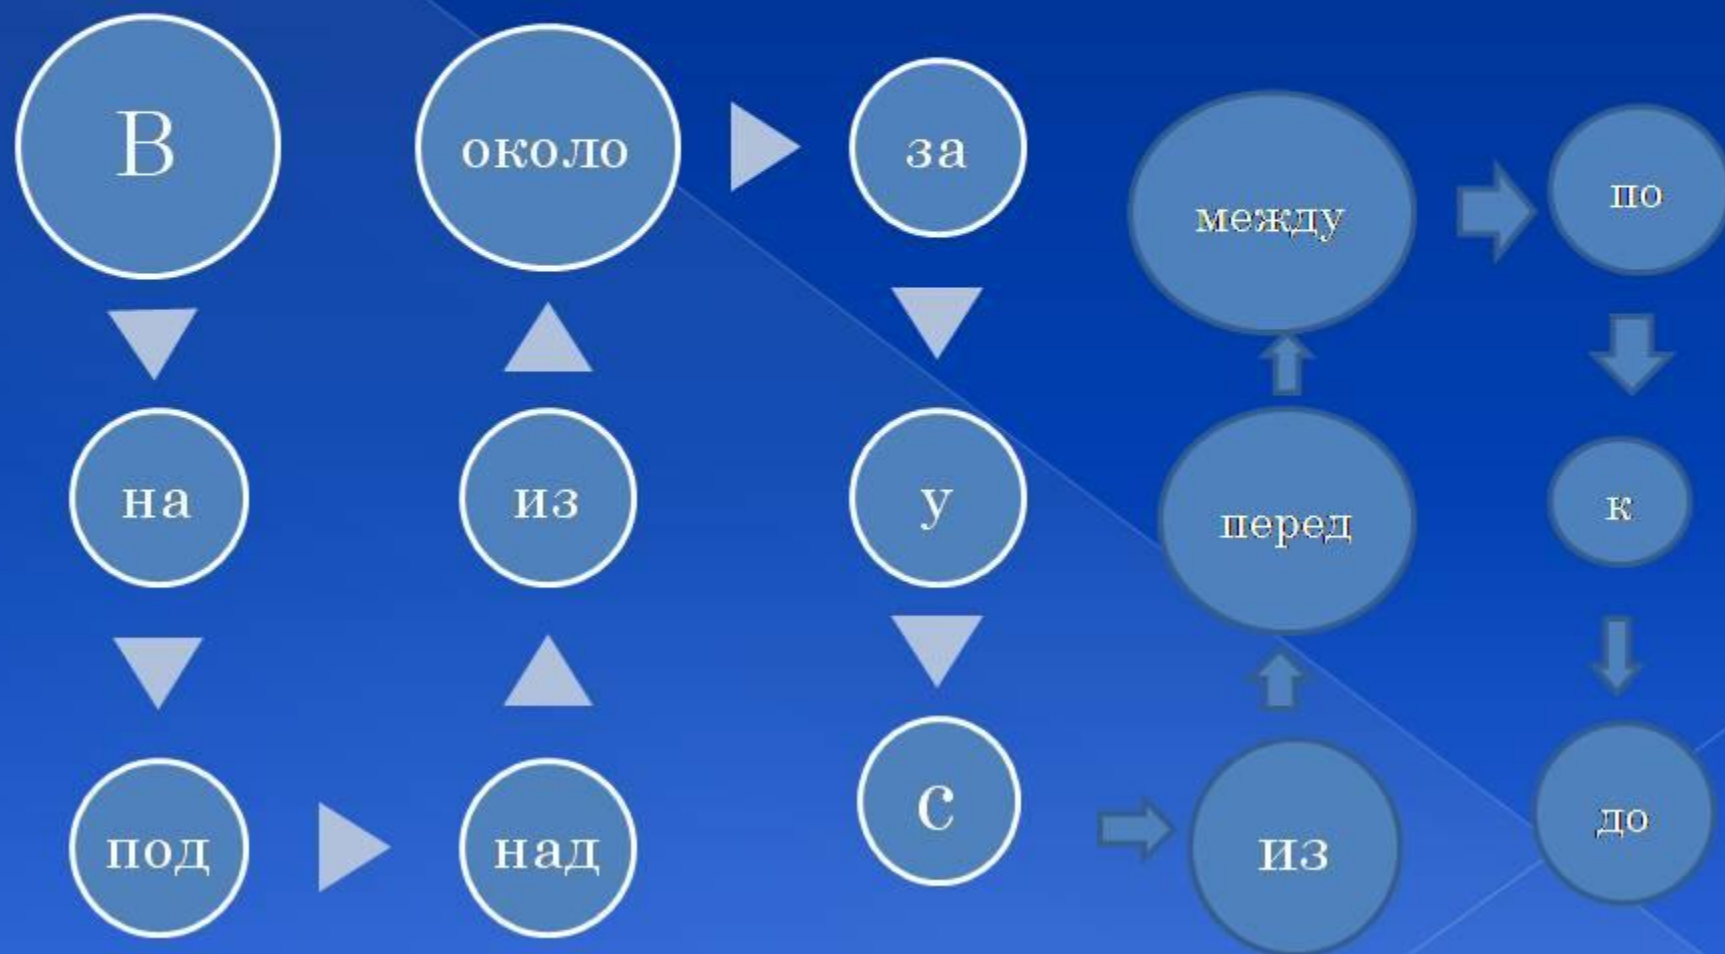 В
на
под
над
из
около
за
у
с
из
перед
между
по
к
до